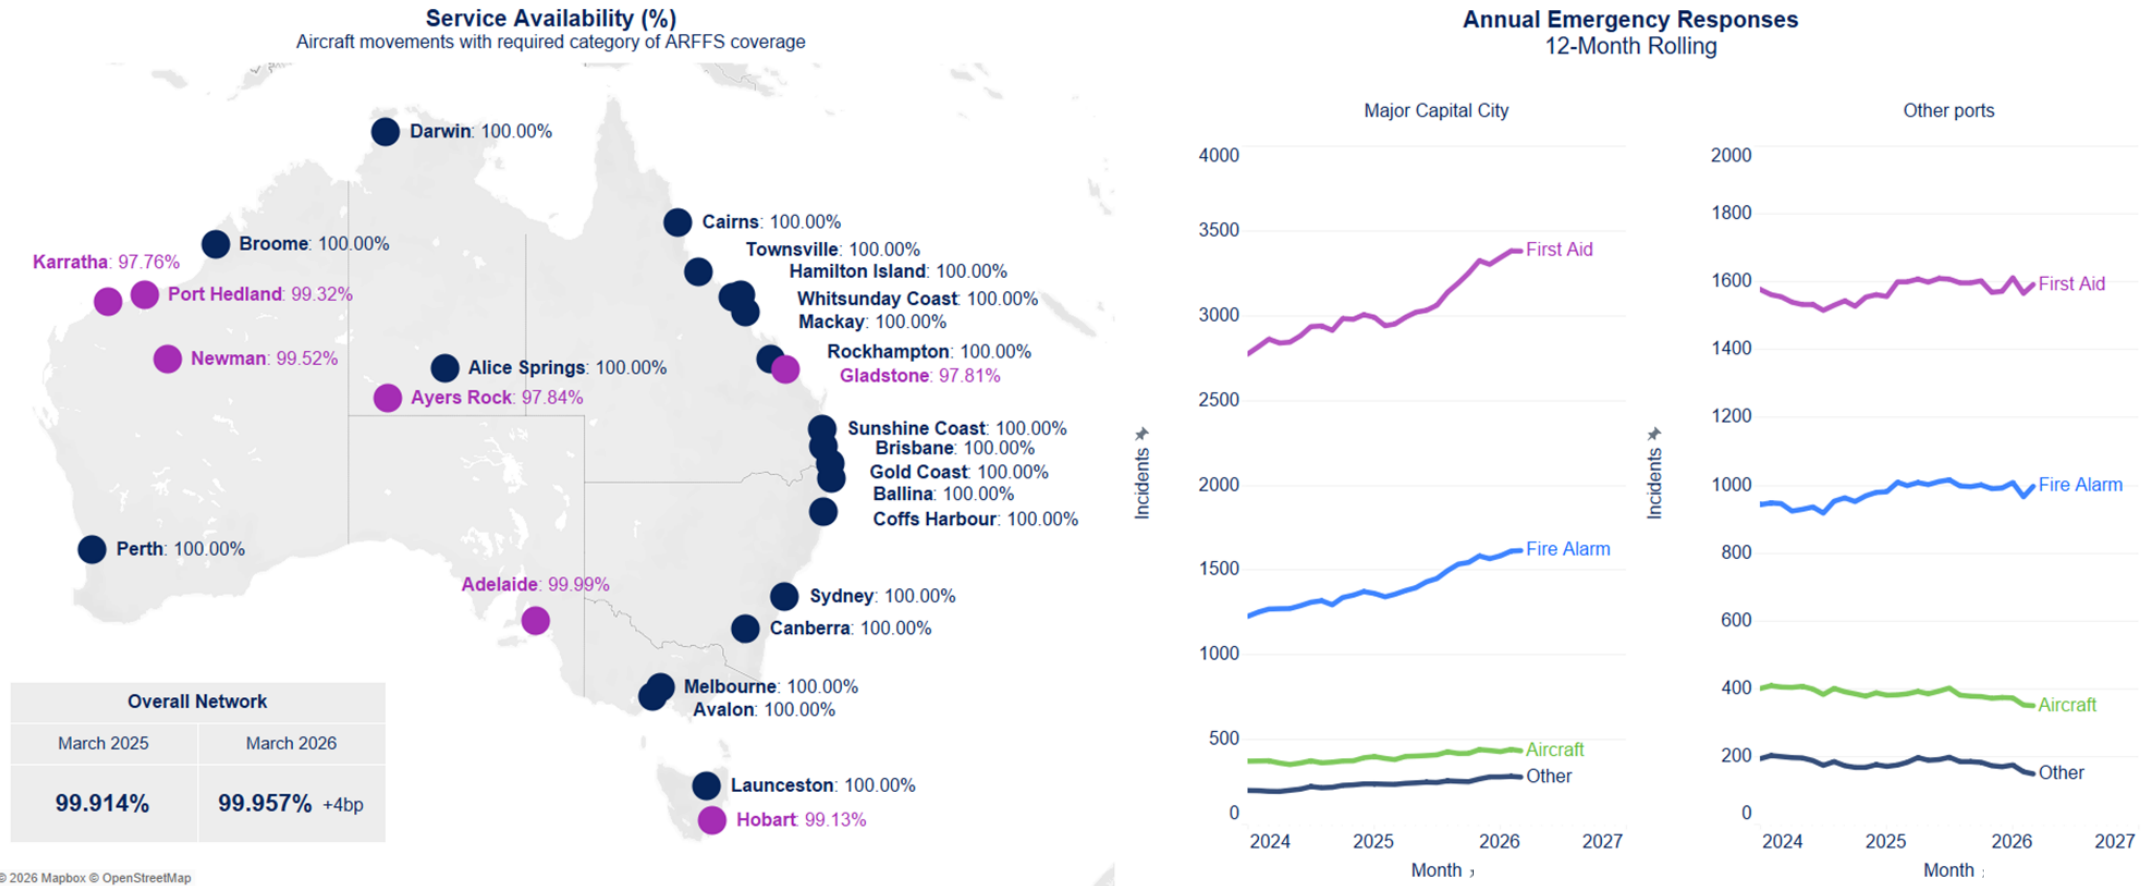 Service Availability (%)
Aircraft movements with required category of ARFFS coverage
Darwin: 100.00%
Cairns: 100.00%
Broome: 100.00%
Townsville: 100.00%
Karratha: 97.76%
Hamilton Island: 100.00%
Port Hedland: 99.32%
Whitsunday Coast: 100.00%
Mackay: 100.00%
Newman: 99.52%
Rockhampton: 100.00%
Alice Springs: 100.00%
Gladstone: 97.81%
Ayers Rock: 97.84%
Sunshine Coast: 100.00%
Brisbane: 100.00%
Gold Coast: 100.00%
Ballina: 100.00%
Coffs Harbour: 100.00%
Perth: 100.00%
Adelaide: 99.99%
Sydney: 100.00%
Canberra: 100.00%
Melbourne: 100.00%
Avalon: 100.00%
Launceston: 100.00%
Hobart: 99.13%
Overall Network
March 2025 March 2026
99.914% 99.957% +4bp
© 2026 Mapbox © OpenStreetMap
Annual Emergency Responses
12-Month Rolling
Major Capital City
4000
3500
3000
2500
2000
1500
1000
500
0
Incidents
First Aid
Fire Alarm
Aircraft
Other
2024 2025 2026 2027
Month
Other ports
2000
1800
1600
1400
1200
1000
800
600
400
200
0
Incidents
First Aid
Fire Alarm
Aircraft
Other
2024 2025 2026 2027
Month